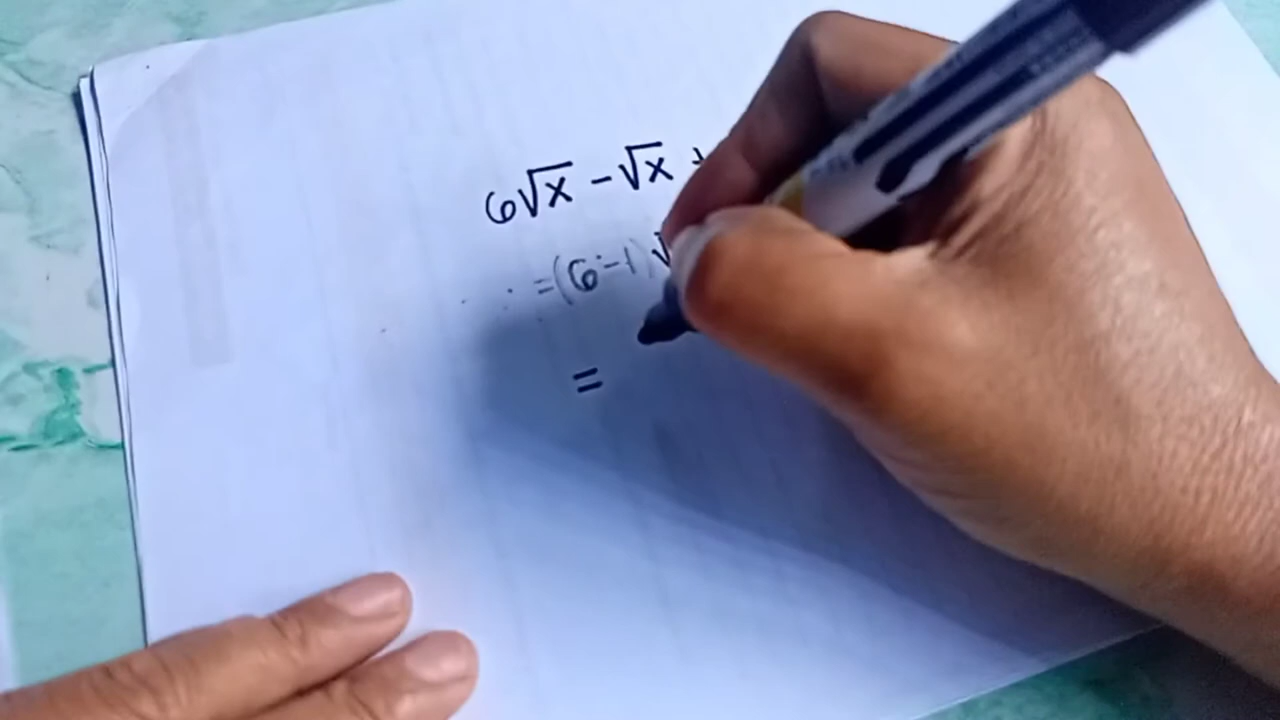 6√x - √x +
= (6-1)√
=